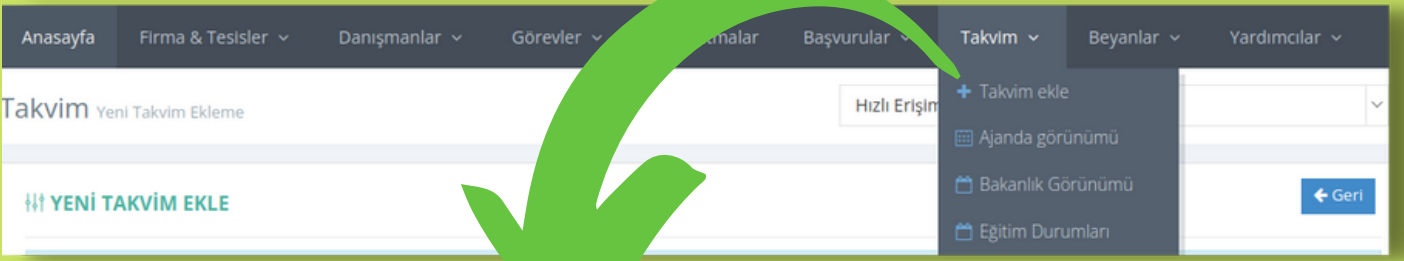 Anasayfa Firma & Tesisler Danışmanlar Görevler Başvurular Takvim Beyanlar Yardımcılar
Takvim Yeni Takvim Ekleme
Hızlı Erişim
Takvim ekle
Ajanda görünümü
Bakanlık Görünümü
Eğitim Durumları
YENİ TAKVİM EKLE
Geri